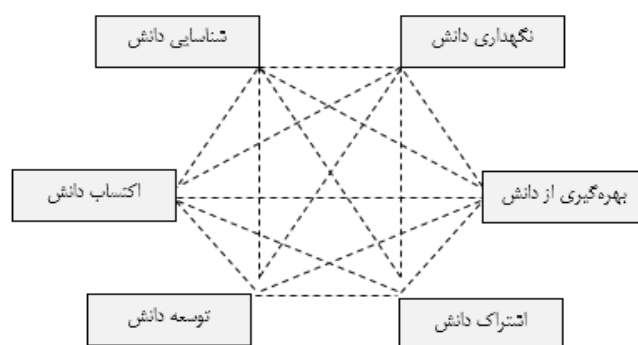 نگهداری دانش
شناسایی دانش
بهره‌گیری از دانش
اکتساب دانش
اشتراک دانش
توسعه دانش